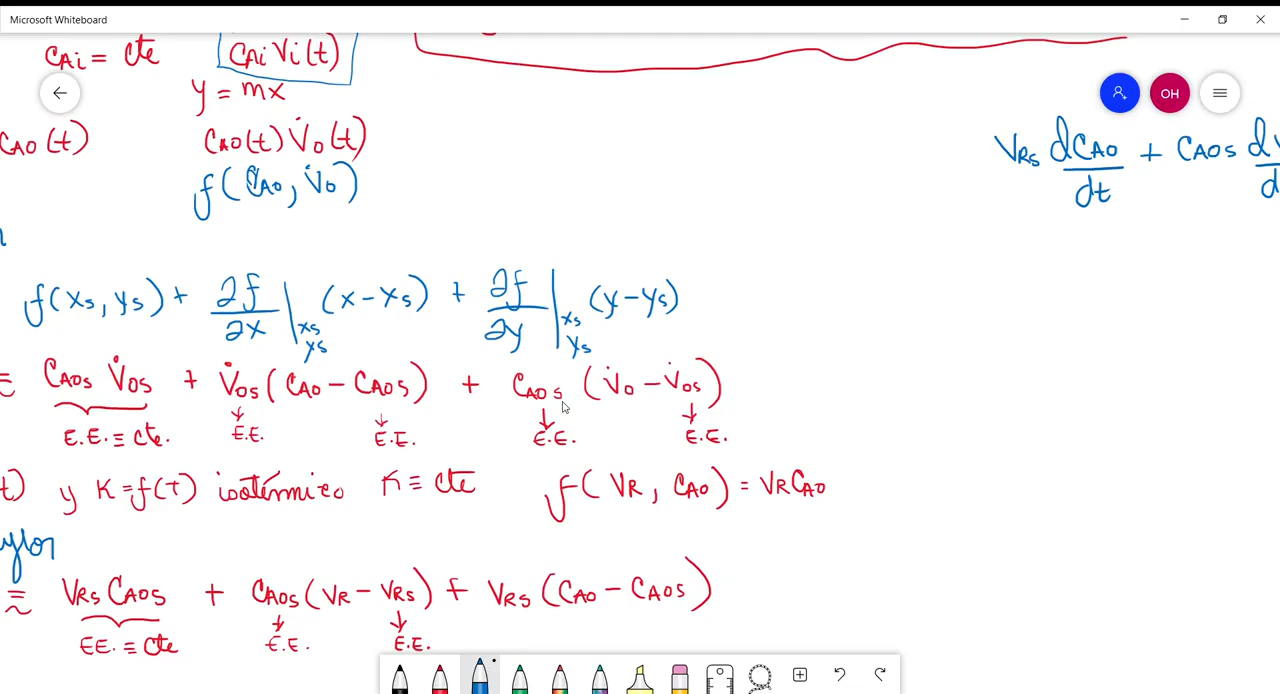 Microsoft Whiteboard
CAi = cte CAi Vi(t)
y = mx
OH
CAO(t) CAO(t) V̇O(t)
VRS dCAO/dt + CAOS
f(CAO, V̇O)
f(xs, ys) + ∂f/∂x |xs ys (x - xs) + ∂f/∂y |xs ys (y - ys)
= CAOS V̇OS + V̇OS(CAO - CAOS) + CAOS (V̇O - V̇OS)
E.E. ≡ cte. ↓ E.E. ↓ E.E. ↓ E.E. ↓ E.E.
t) y K=f(T) isotérmico K ≡ cte f(VR, CAO) = VRCAO
≅ VRS CAOS + CAOS(VR - VRS) + VRS (CAO - CAOS)
EE. ≡ cte ↓ E.E. ↓ E.E.